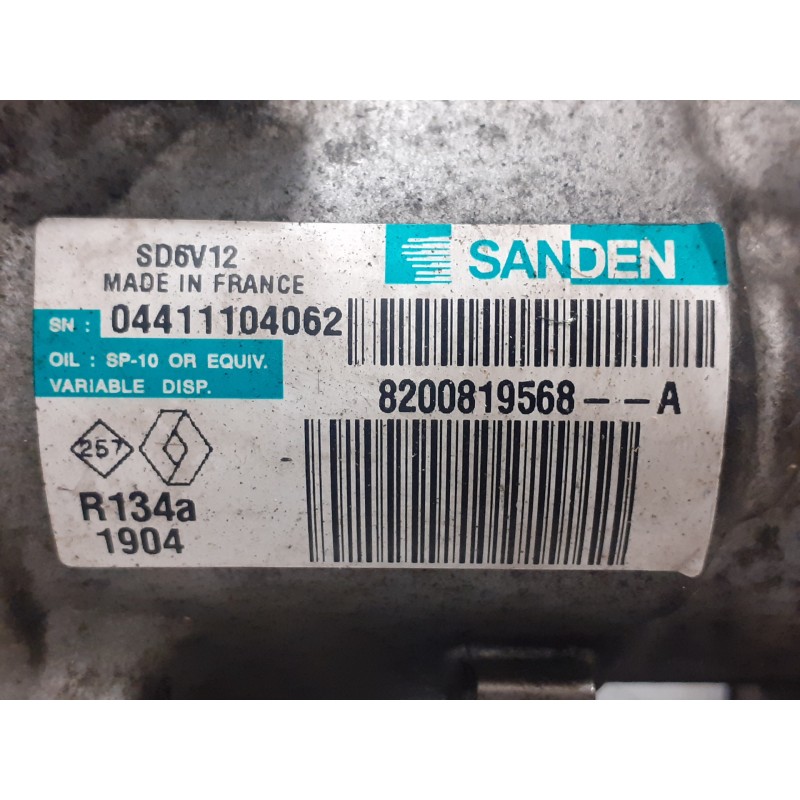 SD6V12
MADE IN FRANCE
SANDEN
SN : 04411104062
OIL : SP-10 OR EQUIV.
VARIABLE DISP.
8200819568--A
257
R134a
1904